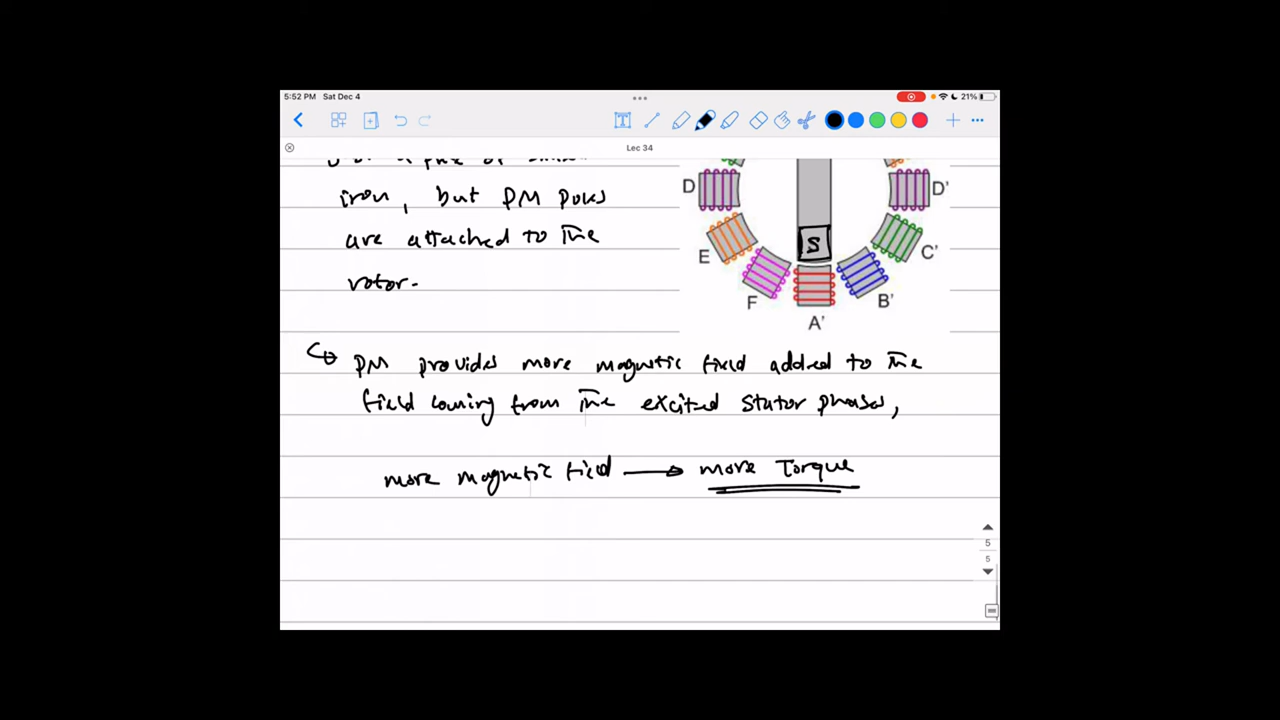 5:52 PM Sat Dec 4
21%
Lec 34
iron, but PM poles
are attached to the
rotor.
D
D'
S
E
C'
F
B'
A'
PM provides more magnetic field added to the
field coming from the excited stator phases,
more magnetic field → more Torque
5
5